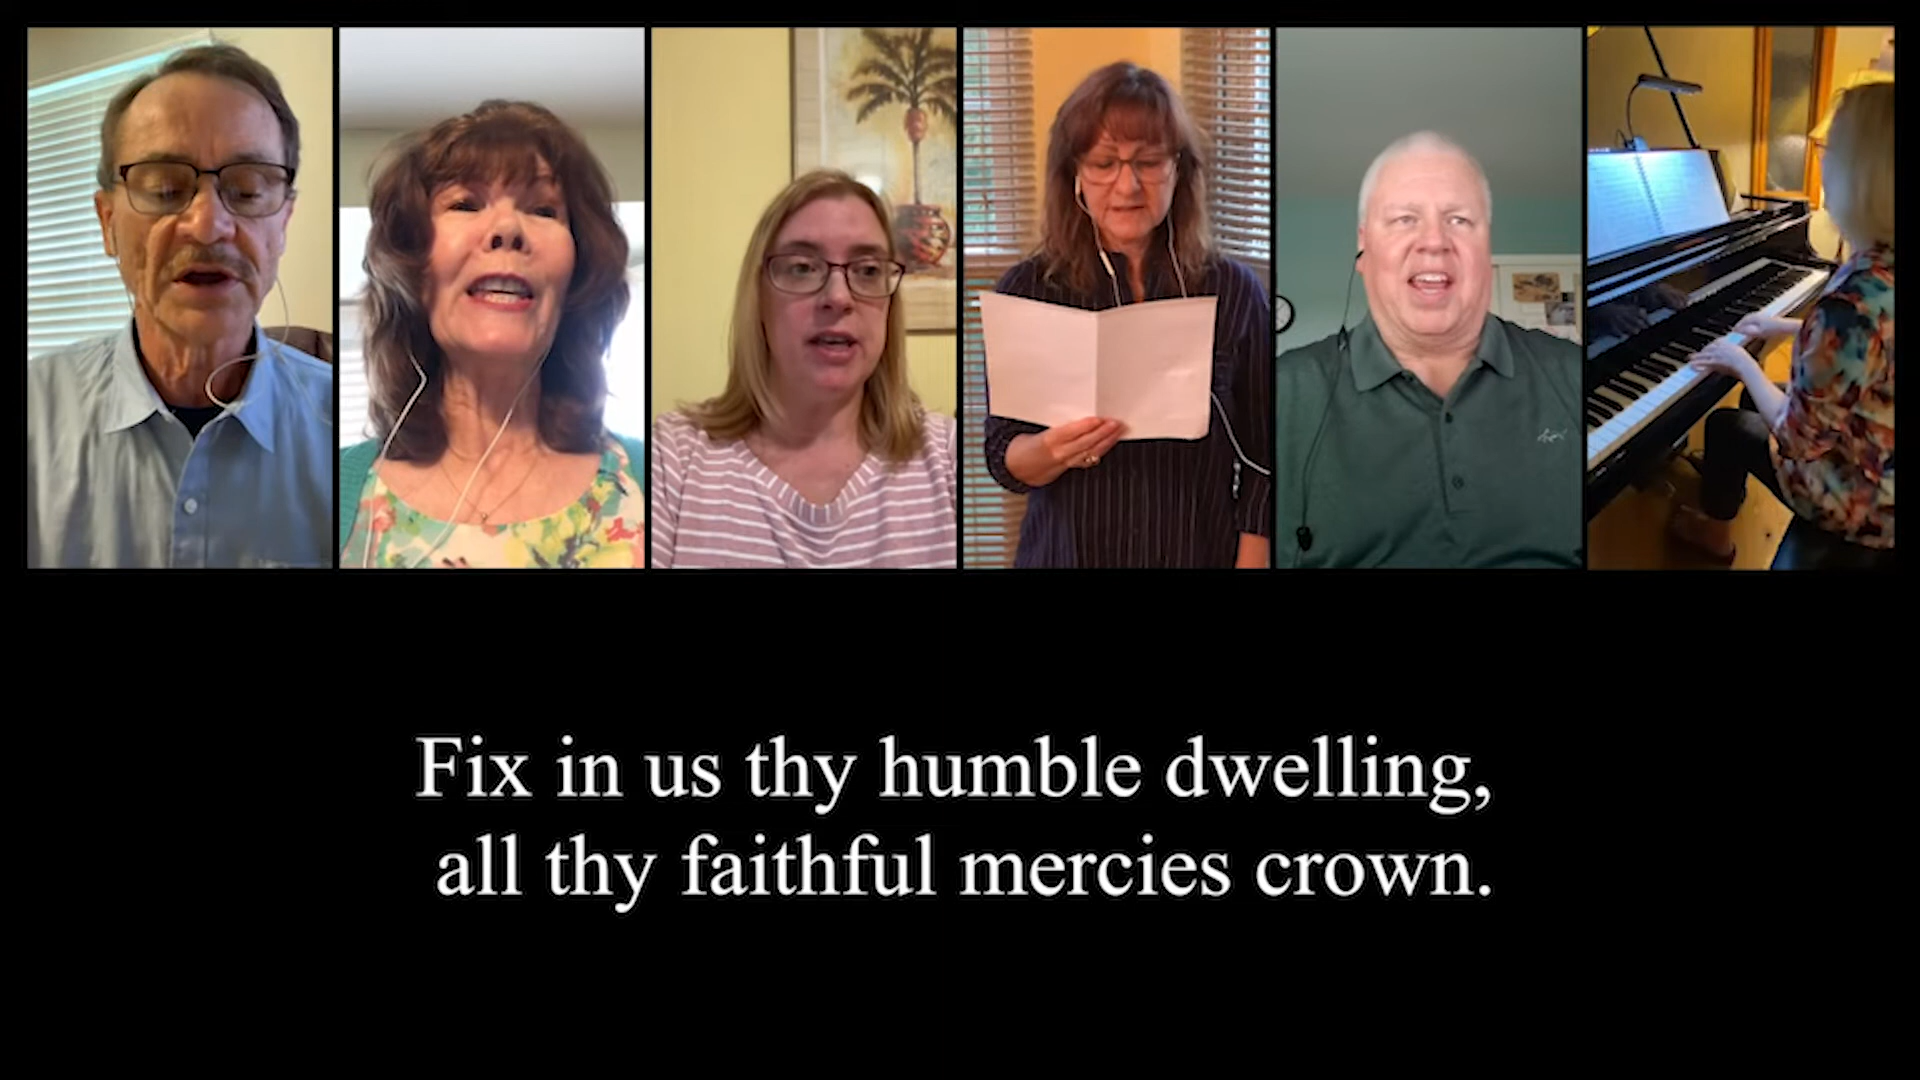 Fix in us thy humble dwelling,
all thy faithful mercies crown.